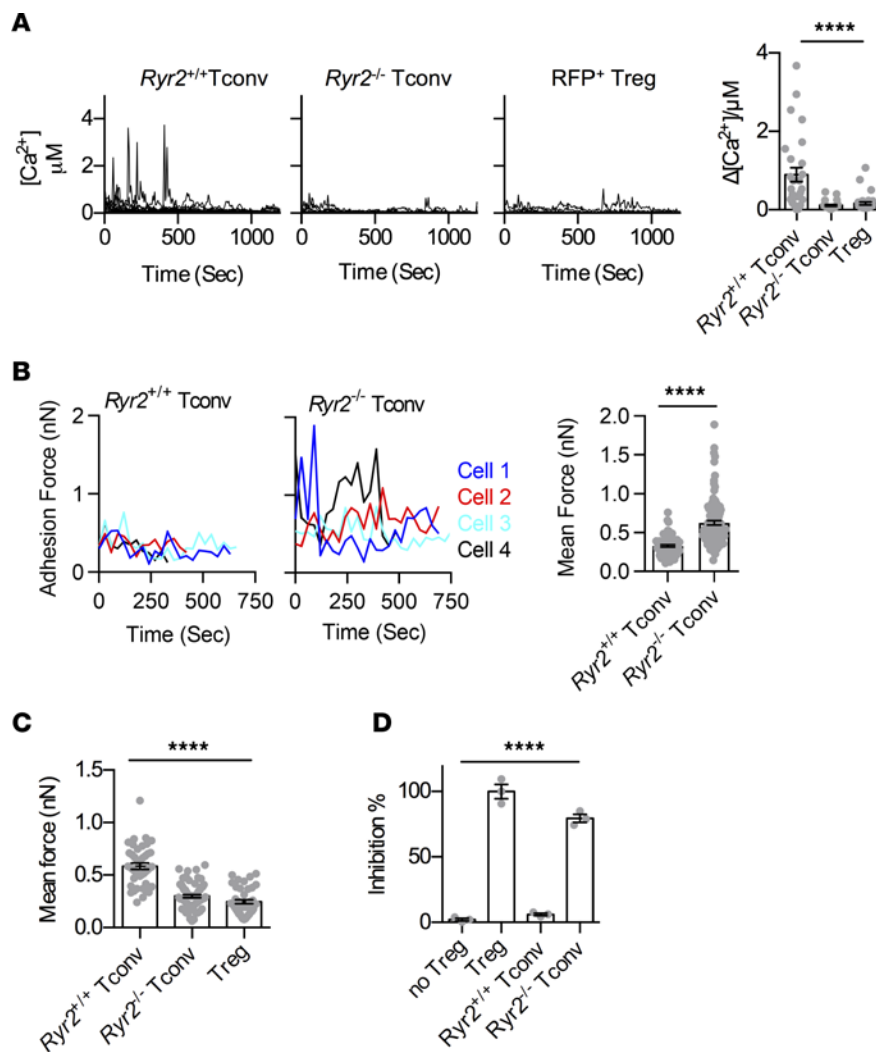 A
Ryr2+/+ Tconv
Ryr2-/- Tconv
RFP+ Treg
[Ca2+]
μM
4
2
0
0 500 1000
0 500 1000
0 500 1000
Time (Sec)
Time (Sec)
Time (Sec)
****
Δ[Ca2+]/μM
4
2
0
Ryr2+/+ Tconv
Ryr2-/- Tconv
Treg
B
Ryr2+/+ Tconv
Ryr2-/- Tconv
Adhesion Force (nN)
2
1
0
0 250 500 750
0 250 500 750
Time (Sec)
Time (Sec)
Cell 1
Cell 2
Cell 3
Cell 4
****
Mean Force (nN)
2.0
1.5
1.0
0.5
0.0
Ryr2+/+ Tconv
Ryr2-/- Tconv
C
****
Mean force (nN)
1.5
1.0
0.5
0.0
Ryr2+/+ Tconv
Ryr2-/- Tconv
Treg
D
****
Inhibition %
100
50
0
no Treg
Treg
Ryr2+/+ Tconv
Ryr2-/- Tconv